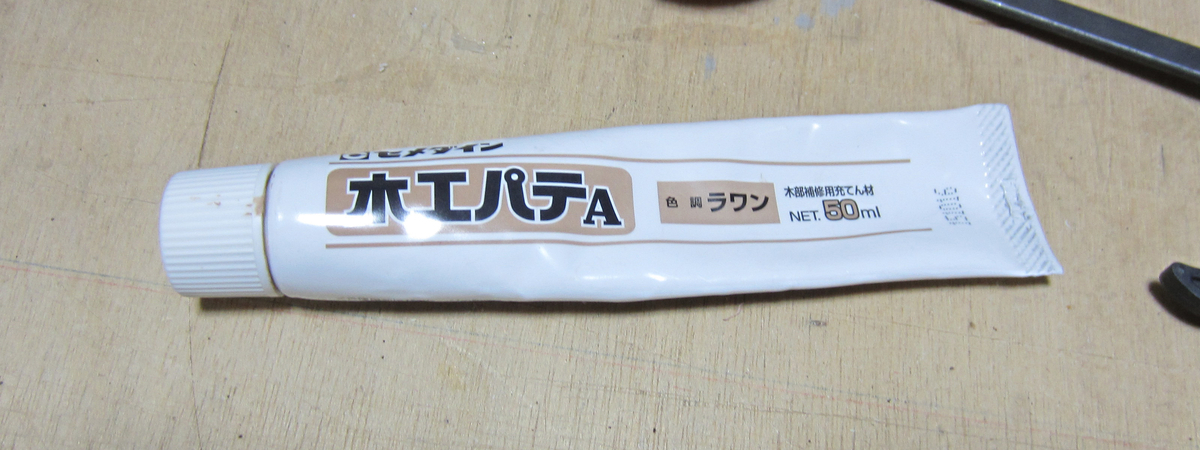 セメダイン
木工パテA
色調 ラワン
木部補修用充てん材
NET. 50ml